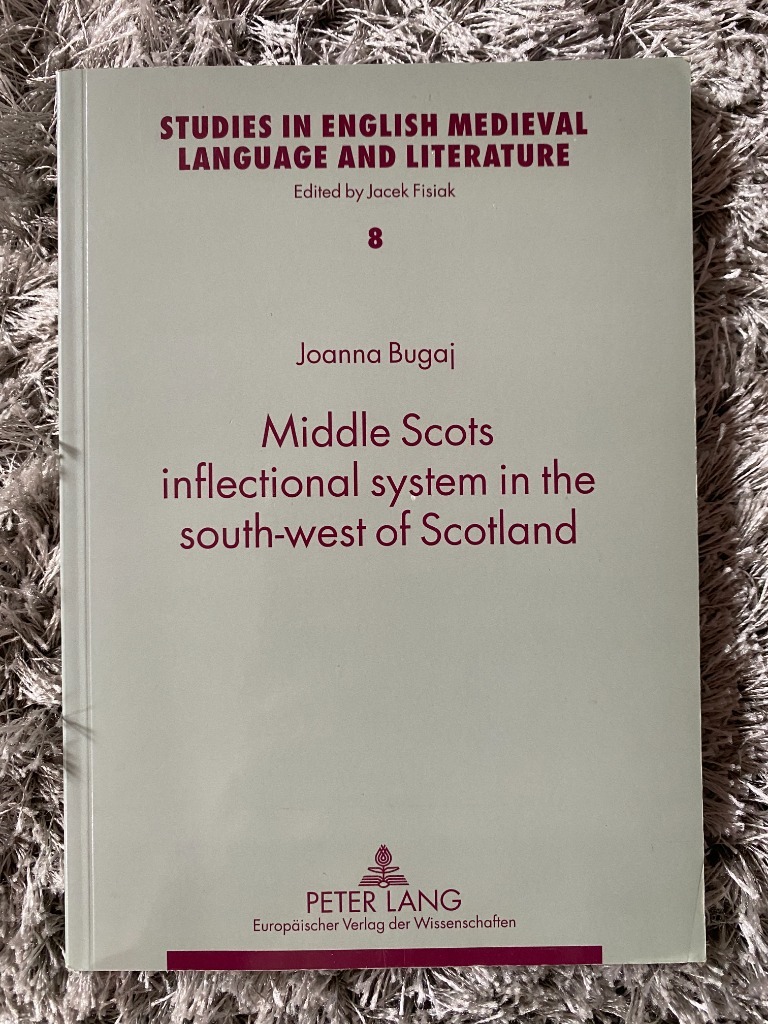 STUDIES IN ENGLISH MEDIEVAL
LANGUAGE AND LITERATURE
Edited by Jacek Fisiak
8
Joanna Bugaj
Middle Scots
inflectional system in the
south-west of Scotland
PETER LANG
Europäischer Verlag der Wissenschaften